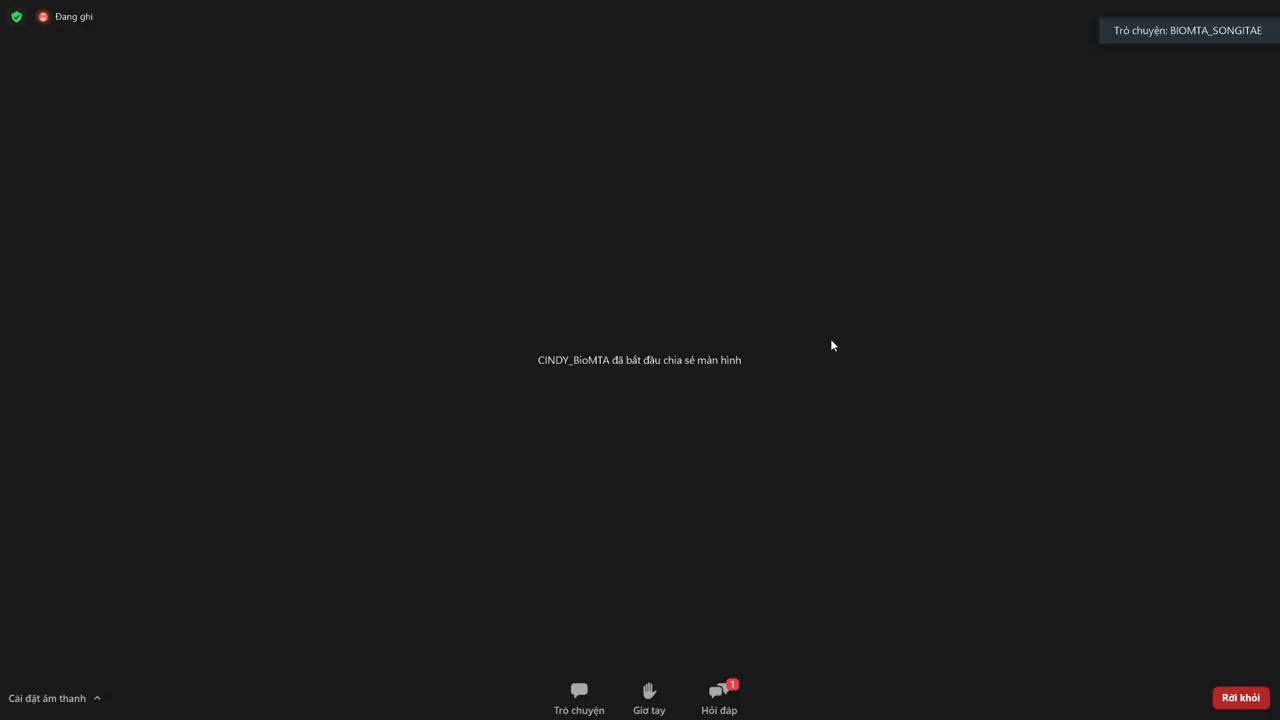 Đang ghi
Trò chuyện: BIOMTA_SONGITAE
CINDY_BioMTA đã bắt đầu chia sẻ màn hình
Cài đặt âm thanh
Trò chuyện
Giơ tay
1
Hỏi đáp
Rời khỏi